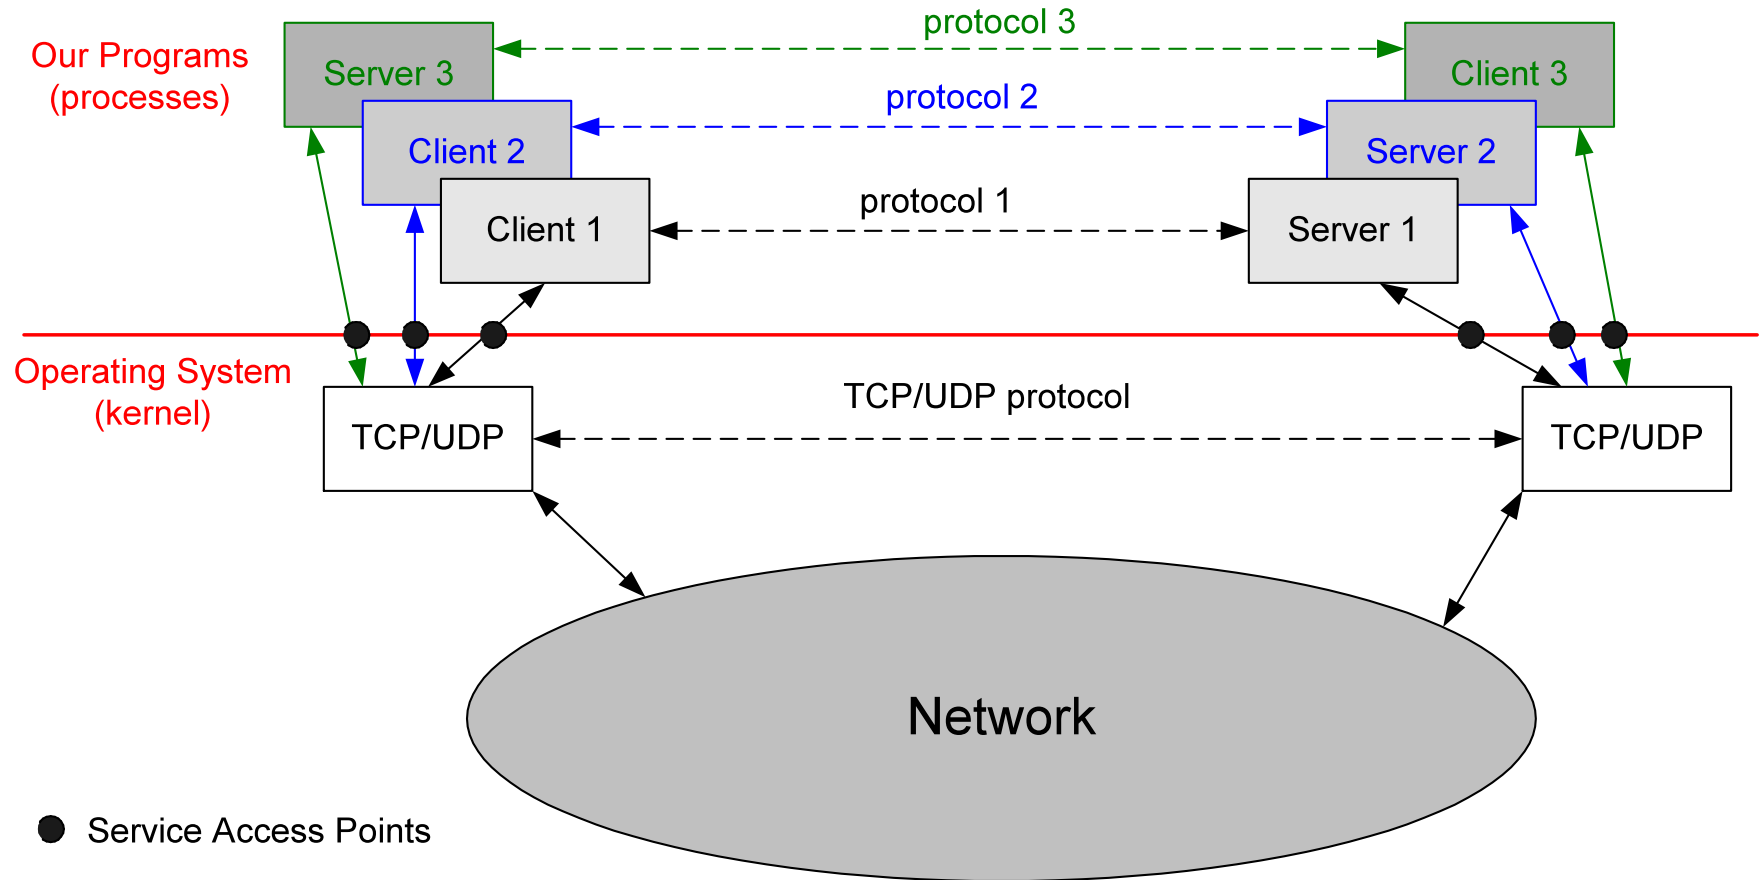 protocol 3
Our Programs
(processes)
Server 3
Client 3
protocol 2
Client 2
Server 2
protocol 1
Client 1
Server 1
Operating System
(kernel)
TCP/UDP protocol
TCP/UDP
TCP/UDP
Network
Service Access Points